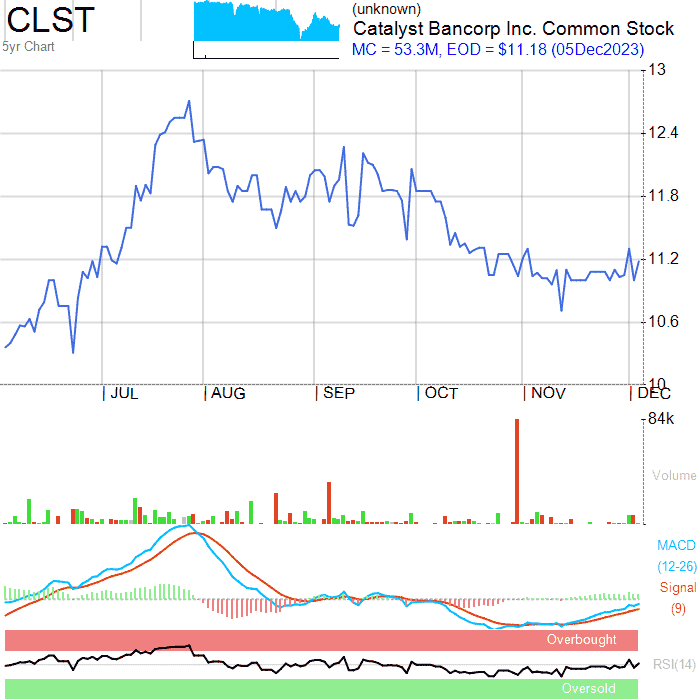 CLST
(unknown)
Catalyst Bancorp Inc. Common Stock
5yr Chart
MC = 53.3M, EOD = $11.18 (05Dec2023)
13
12.4
11.8
11.2
10.6
10
JUL AUG SEP OCT NOV DEC
84k
Volume
MACD
(12-26)
Signal
(9)
Overbought
RSI(14)
Oversold